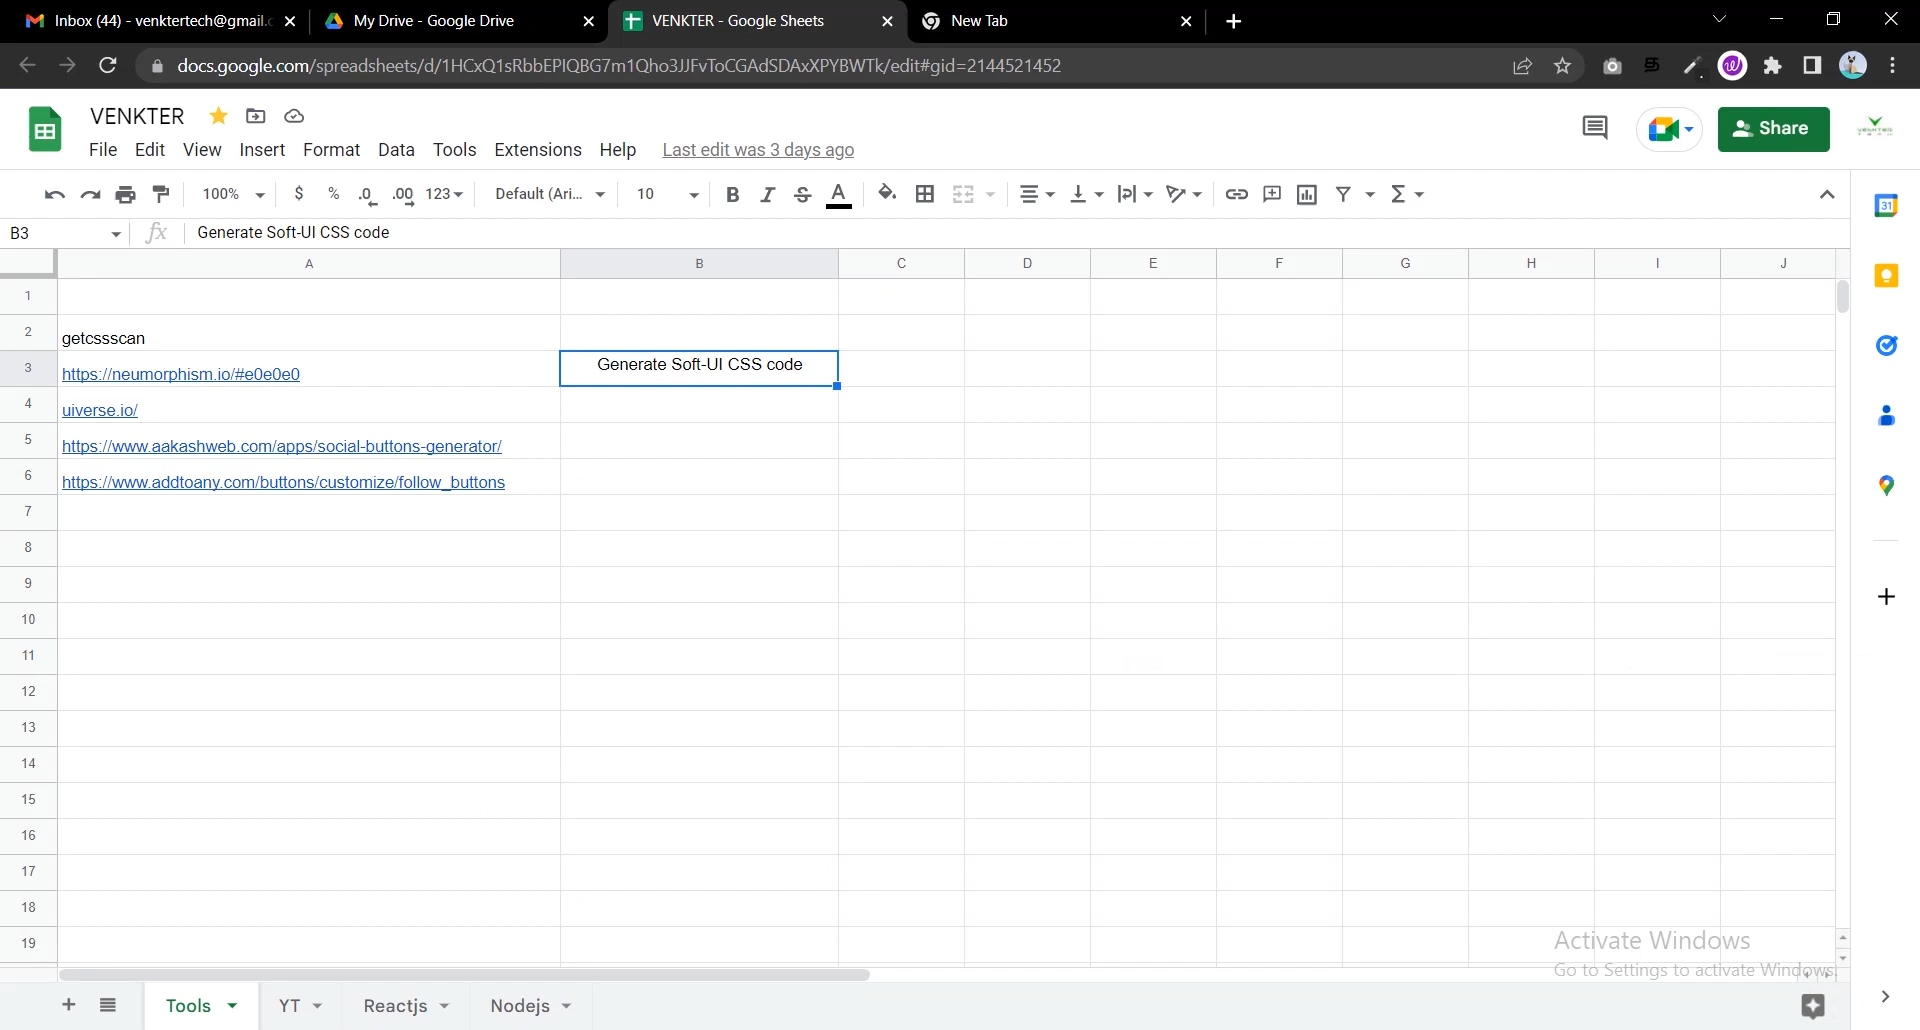 Inbox (44) - venktertech@gmail.c
My Drive - Google Drive
VENKTER - Google Sheets
New Tab
docs.google.com/spreadsheets/d/1HCxQ1sRbbEPIQBG7m1Qho3JJFvToCGAdSDAxXPYBWTk/edit#gid=2144521452
VENKTER
File Edit View Insert Format Data Tools Extensions Help Last edit was 3 days ago
Share
100% $ % .0 .00 123 Default (Ari... 10 B I S A
B3 fx Generate Soft-UI CSS code
A B C D E F G H I J
1
2 getcssscan
3 https://neumorphism.io/#e0e0e0 Generate Soft-UI CSS code
4 uiverse.io/
5 https://www.aakashweb.com/apps/social-buttons-generator/
6 https://www.addtoany.com/buttons/customize/follow_buttons
7
8
9
10
11
12
13
14
15
16
17
18
19
31
Activate Windows
Go to Settings to activate Windows.
Tools YT Reactjs Nodejs